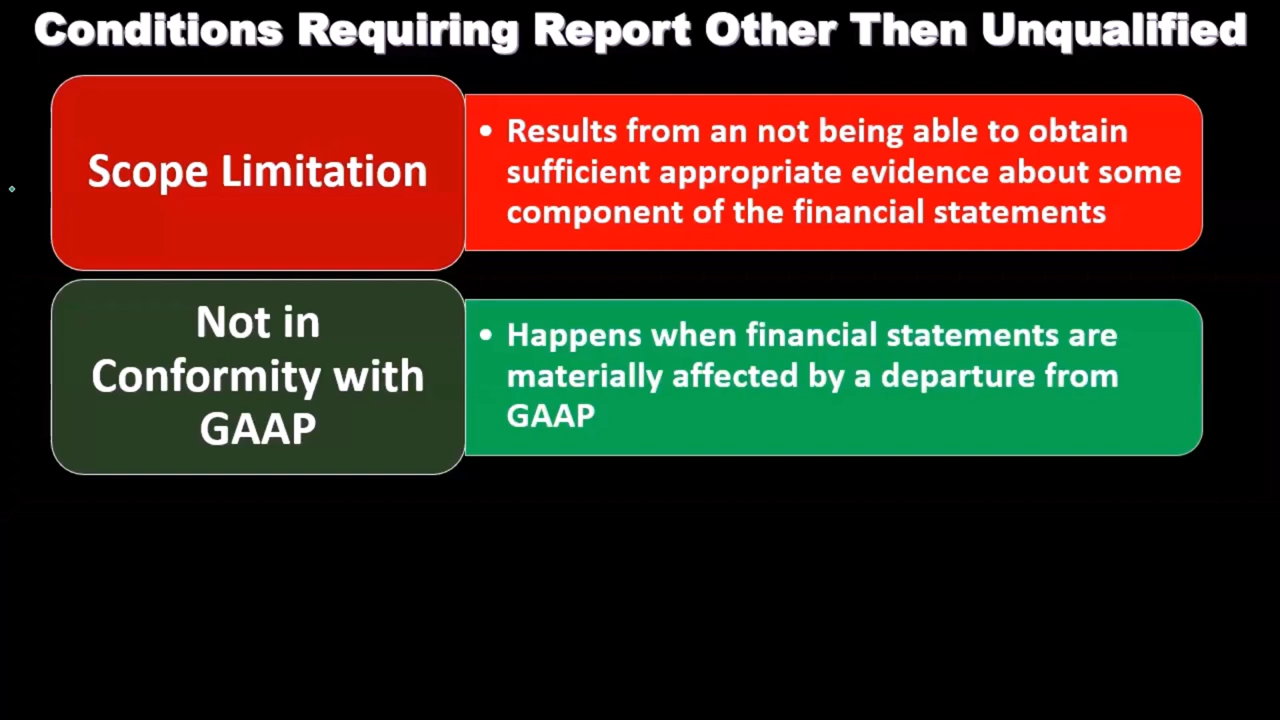 Conditions Requiring Report Other Then Unqualified
Scope Limitation
• Results from an not being able to obtain
sufficient appropriate evidence about some
component of the financial statements
Not in
Conformity with
GAAP
• Happens when financial statements are
materially affected by a departure from
GAAP